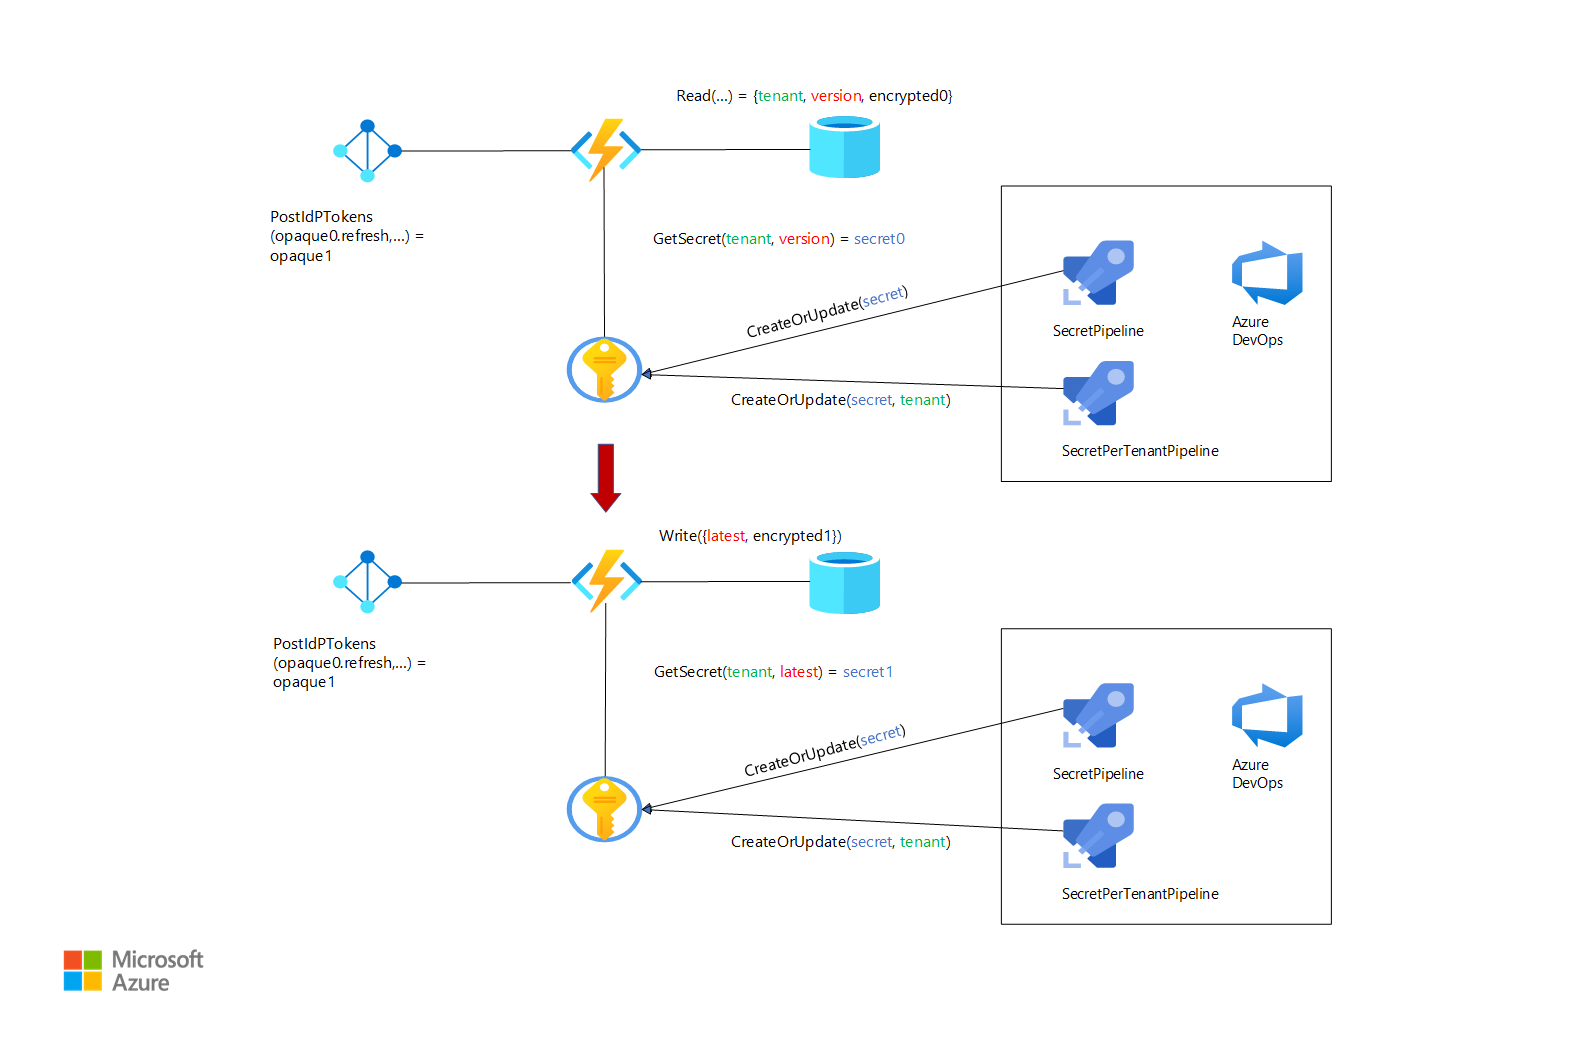 Read(...) = {tenant, version, encrypted0}
PostIdPTokens
(opaque0.refresh,...) =
opaque1
GetSecret(tenant, version) = secret0
CreateOrUpdate(secret)
SecretPipeline
Azure
DevOps
CreateOrUpdate(secret, tenant)
SecretPerTenantPipeline
Write({latest, encrypted1})
PostIdPTokens
(opaque0.refresh,...) =
opaque1
GetSecret(tenant, latest) = secret1
CreateOrUpdate(secret)
SecretPipeline
Azure
DevOps
CreateOrUpdate(secret, tenant)
SecretPerTenantPipeline
Microsoft
Azure